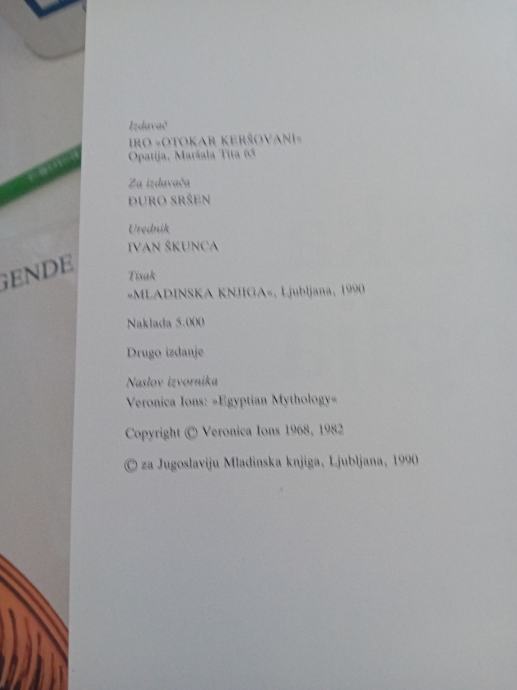 Izdavač
IRO »OTOKAR KERŠOVANI«
Opatija, Maršala Tita 65
Za izdavača
ĐURO SRŠEN
Urednik
IVAN ŠKUNCA
Tisak
»MLADINSKA KNJIGA«, Ljubljana, 1990
Naklada 5.000
Drugo izdanje
Naslov izvornika
Veronica Ions: »Egyptian Mythology«
Copyright © Veronica Ions 1968, 1982
© za Jugoslaviju Mladinska knjiga, Ljubljana, 1990
GENDE